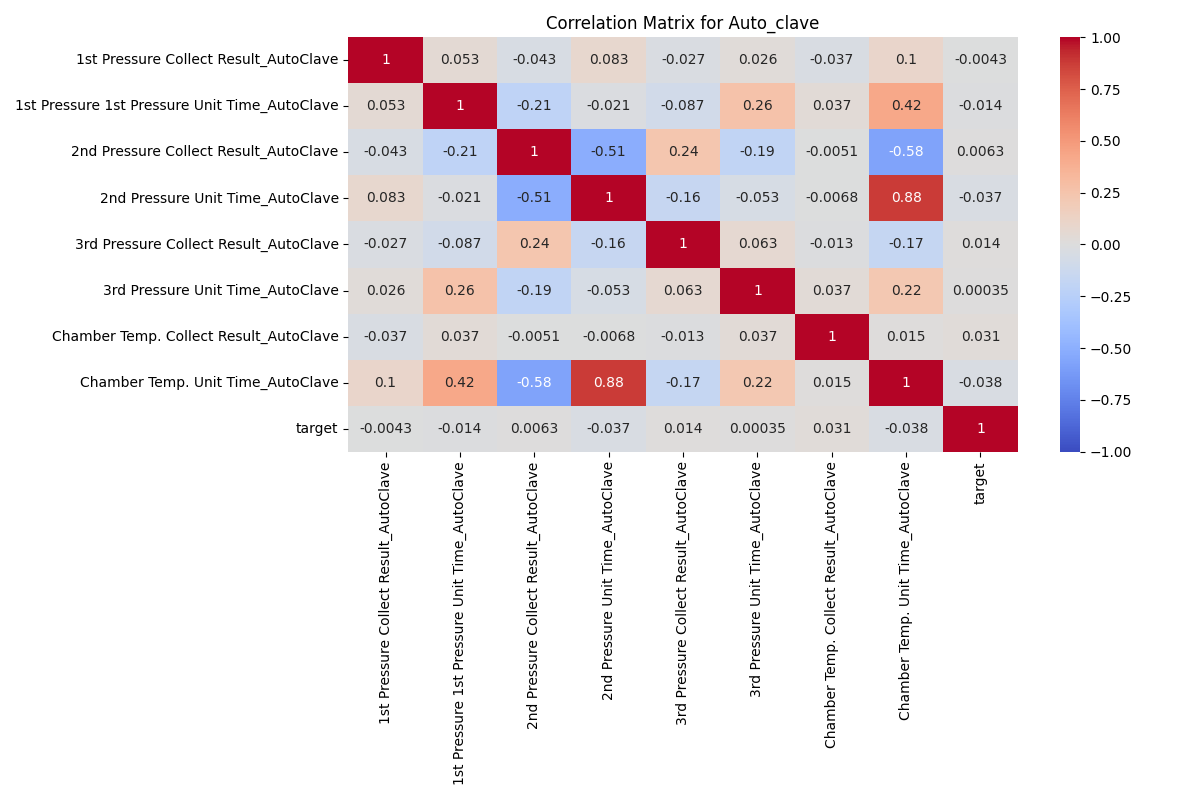 Correlation Matrix for Auto_clave
1st Pressure Collect Result_AutoClave 1 0.053 -0.043 0.083 -0.027 0.026 -0.037 0.1 -0.0043
1st Pressure 1st Pressure Unit Time_AutoClave 0.053 1 -0.21 -0.021 -0.087 0.26 0.037 0.42 -0.014
2nd Pressure Collect Result_AutoClave -0.043 -0.21 1 -0.51 0.24 -0.19 -0.0051 -0.58 0.0063
2nd Pressure Unit Time_AutoClave 0.083 -0.021 -0.51 1 -0.16 -0.053 -0.0068 0.88 -0.037
3rd Pressure Collect Result_AutoClave -0.027 -0.087 0.24 -0.16 1 0.063 -0.013 -0.17 0.014
3rd Pressure Unit Time_AutoClave 0.026 0.26 -0.19 -0.053 0.063 1 0.037 0.22 0.00035
Chamber Temp. Collect Result_AutoClave -0.037 0.037 -0.0051 -0.0068 -0.013 0.037 1 0.015 0.031
Chamber Temp. Unit Time_AutoClave 0.1 0.42 -0.58 0.88 -0.17 0.22 0.015 1 -0.038
target -0.0043 -0.014 0.0063 -0.037 0.014 0.00035 0.031 -0.038 1
1st Pressure Collect Result_AutoClave
1st Pressure 1st Pressure Unit Time_AutoClave
2nd Pressure Collect Result_AutoClave
2nd Pressure Unit Time_AutoClave
3rd Pressure Collect Result_AutoClave
3rd Pressure Unit Time_AutoClave
Chamber Temp. Collect Result_AutoClave
Chamber Temp. Unit Time_AutoClave
target
1.00
0.75
0.50
0.25
0.00
−0.25
−0.50
−0.75
−1.00